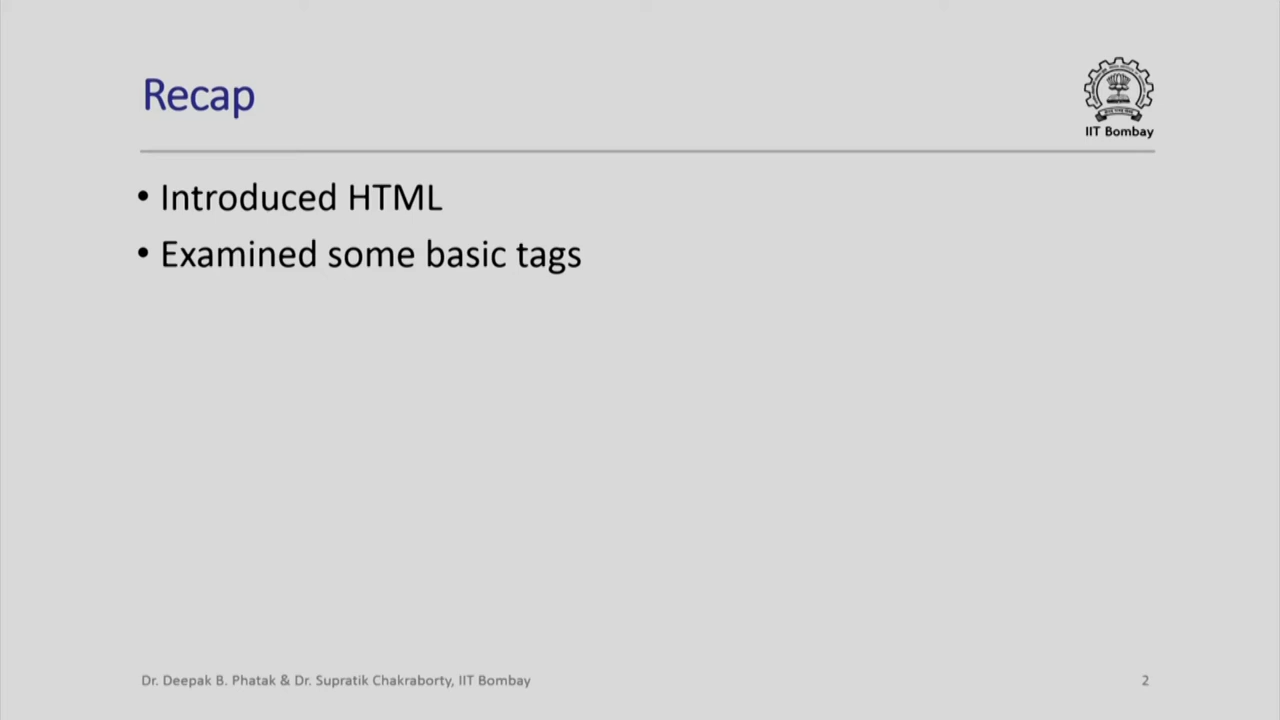 Recap
IIT Bombay
• Introduced HTML
• Examined some basic tags
Dr. Deepak B. Phatak & Dr. Supratik Chakraborty, IIT Bombay
2